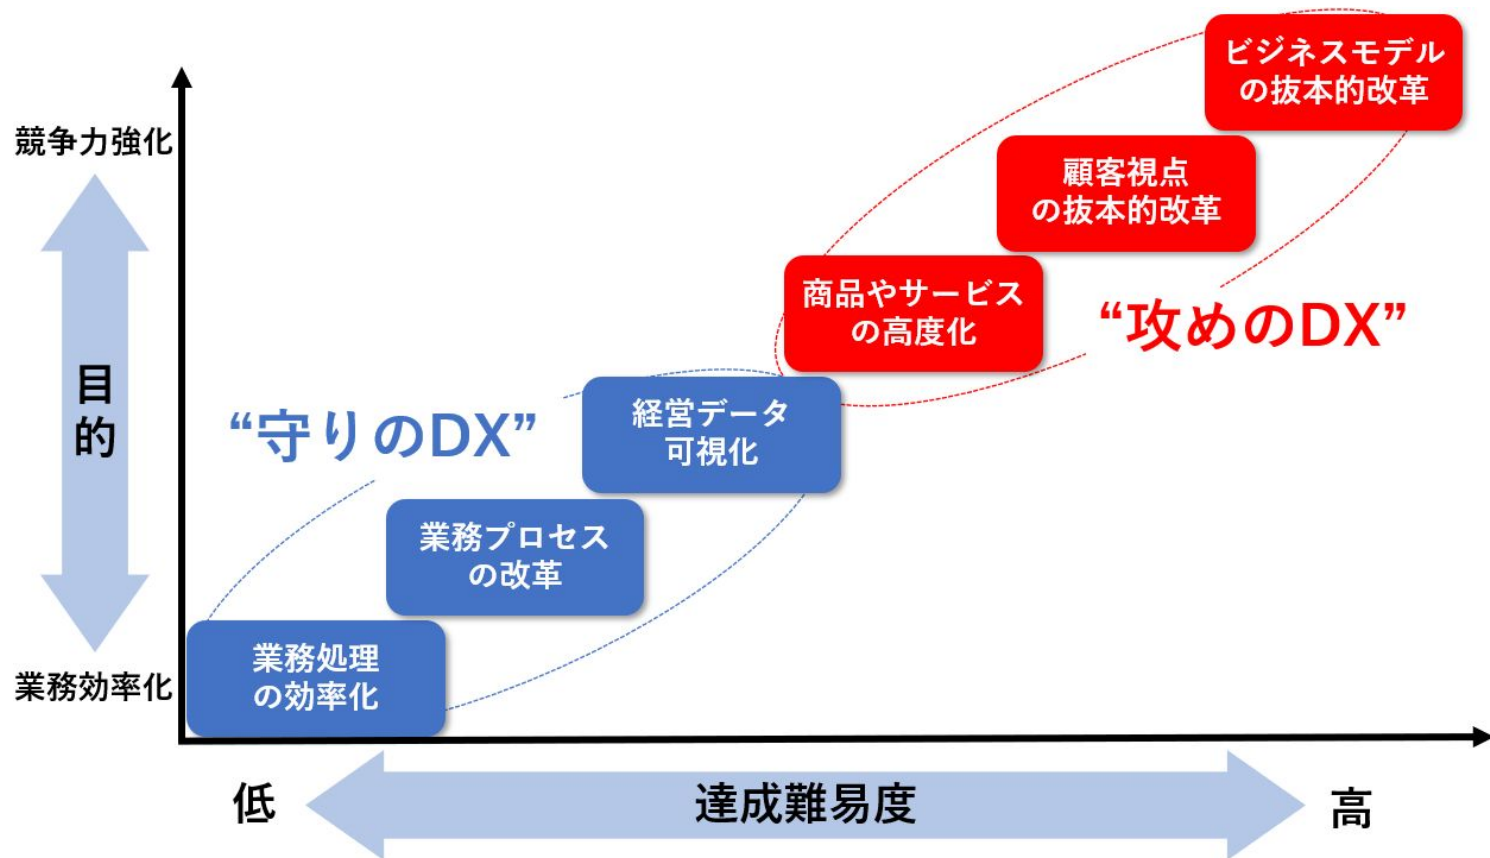 ビジネスモデル
の抜本的改革
競争力強化
顧客視点
の抜本的改革
商品やサービス
の高度化
“攻めのDX”
目
的
“守りのDX”
経営データ
可視化
業務プロセス
の改革
業務処理
の効率化
業務効率化
低
達成難易度
高